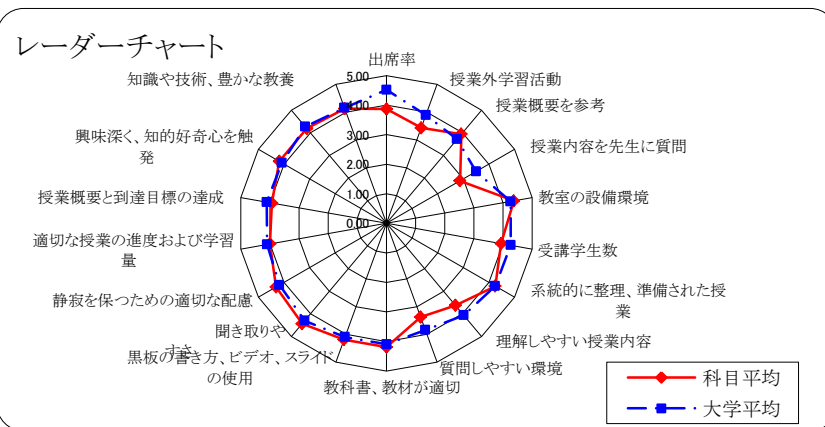 レーダーチャート
出席率
授業外学習活動
授業概要を参考
授業内容を先生に質問
教室の設備環境
受講学生数
系統的に整理、準備された授
業
理解しやすい授業内容
質問しやすい環境
教科書、教材が適切
黒板の書き方、ビデオ、スライド
の使用
聞き取りや
すさ
静寂を保つための適切な配慮
適切な授業の進度および学習
量
授業概要と到達目標の達成
興味深く、知的好奇心を触
発
知識や技術、豊かな教養
5.00
4.00
3.00
2.00
1.00
0.00
科目平均
大学平均